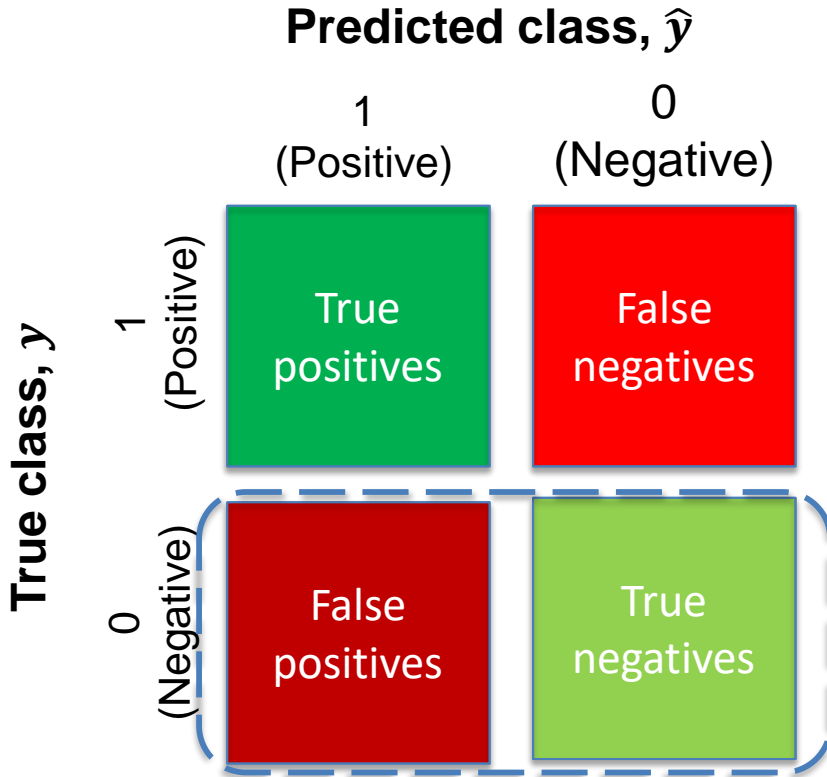 Predicted class, ŷ
1
(Positive)
0
(Negative)
True class, y
1
(Positive)
True
positives
False
negatives
0
(Negative)
False
positives
True
negatives